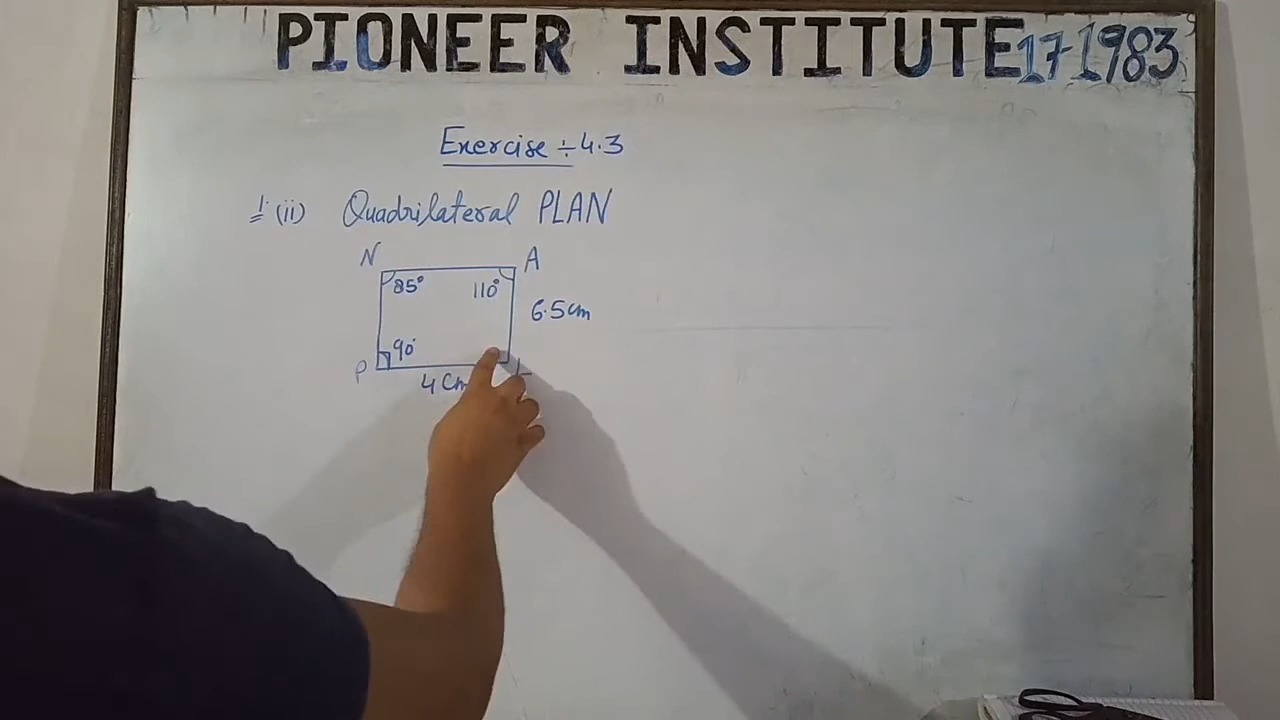 PIONEER INSTITUTE 17-1983
Exercise ÷ 4.3
1. (ii) Quadrilateral PLAN
N A
85° 110°
6.5cm
90°
P L
4 Cm